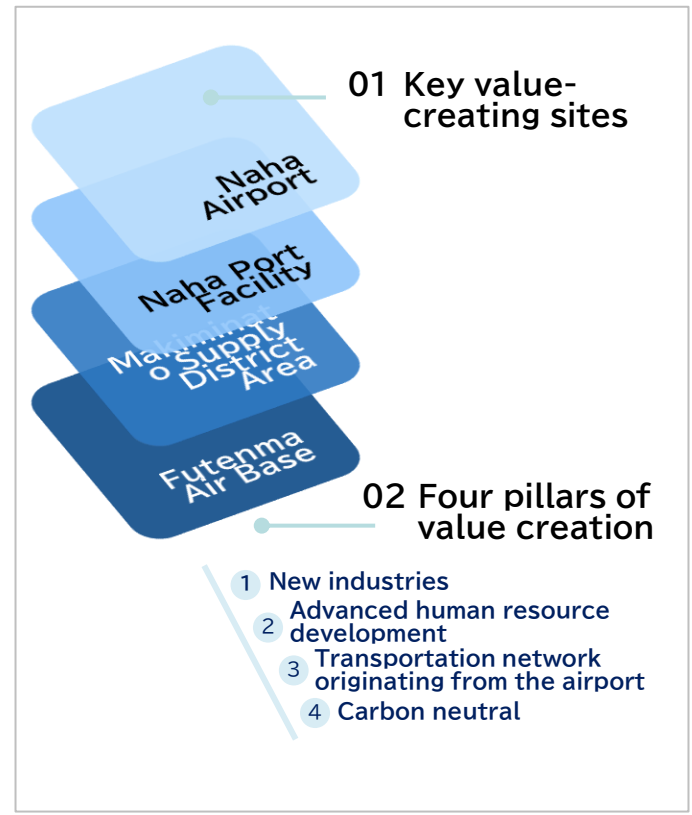 01 Key value-
creating sites
Naha
Airport
Naha Port
Facility
Makiminat
o Supply
District
Area
Futenma
Air Base
02 Four pillars of
value creation
1 New industries
2 Advanced human resource
development
3 Transportation network
originating from the airport
4 Carbon neutral